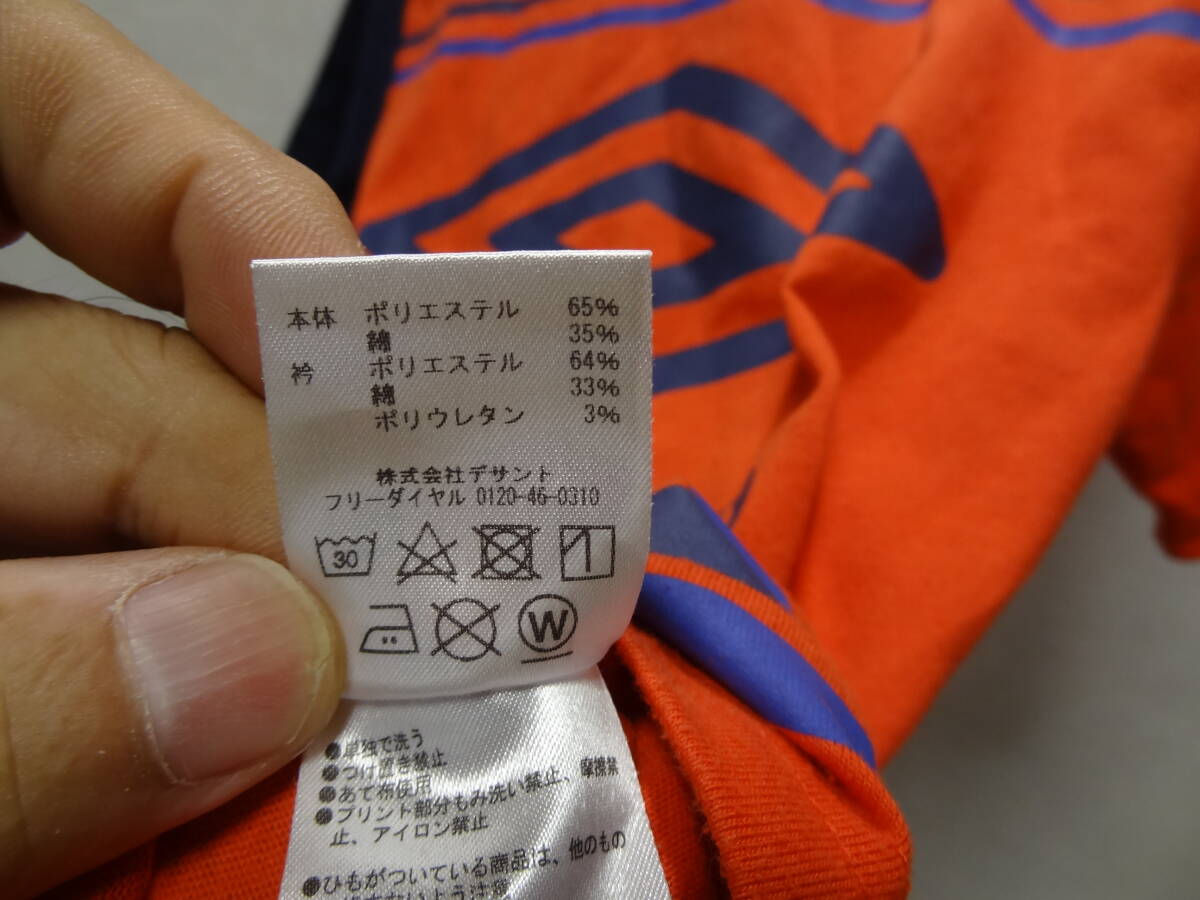 本体 ポリエステル 65%
綿 35%
衿 ポリエステル 64%
綿 33%
ポリウレタン 3%
株式会社デサント
フリーダイヤル 0120-46-0310
30
W
●単独で洗う
●つけ置き禁止
●あて布使用
●プリント部分もみ洗い禁止、摩擦禁
止、アイロン禁止
●ひもがついている商品は、他のもの